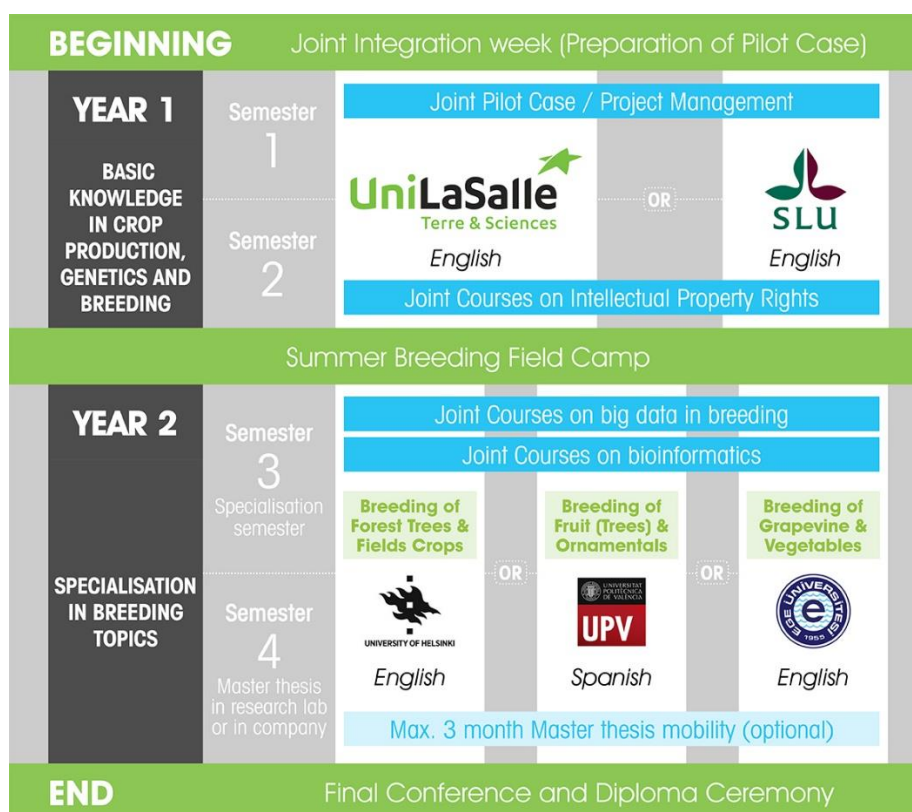 BEGINNING Joint Integration week (Preparation of Pilot Case)
YEAR 1
BASIC
KNOWLEDGE
IN CROP
PRODUCTION,
GENETICS AND
BREEDING
Semester
1
Semester
2
Joint Pilot Case / Project Management
UniLaSalle
Terre & Sciences
English
OR
SLU
English
Joint Courses on Intellectual Property Rights
Summer Breeding Field Camp
YEAR 2
SPECIALISATION
IN BREEDING
TOPICS
Semester
3
Specialisation
semester
Semester
4
Master thesis
in research lab
or in company
Joint Courses on big data in breeding
Joint Courses on bioinformatics
Breeding of
Forest Trees &
Fields Crops
UNIVERSITY OF HELSINKI
English
OR
Breeding of
Fruit (Trees) &
Ornamentals
UNIVERSITAT
POLITÈCNICA
DE VALÈNCIA
UPV
Spanish
OR
Breeding of
Grapevine &
Vegetables
EGE ÜNİVERSİTESİ
e
1955
English
Max. 3 month Master thesis mobility (optional)
END Final Conference and Diploma Ceremony